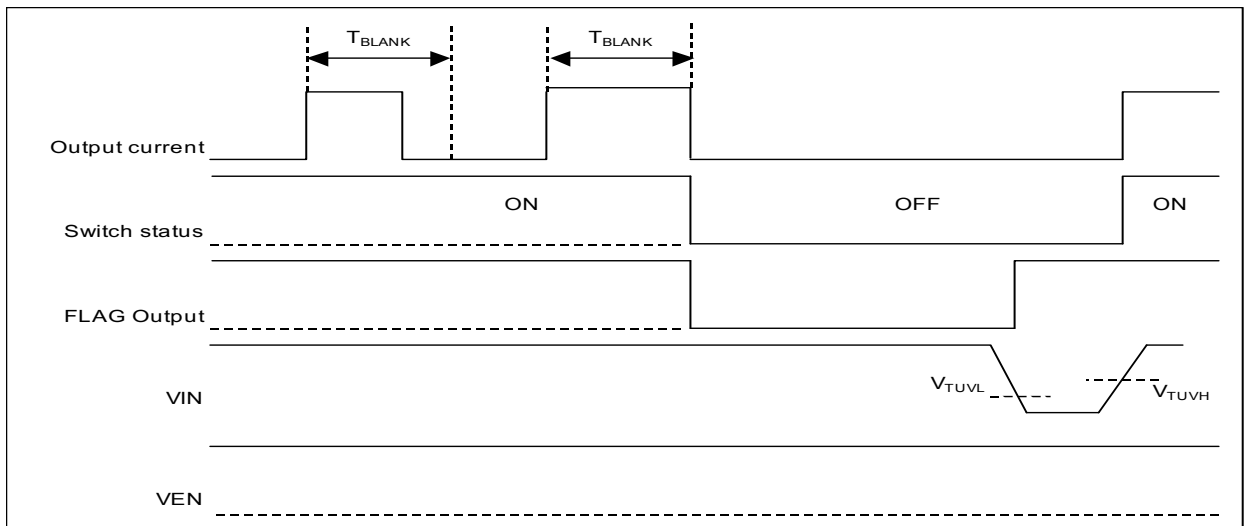 TBLANK TBLANK
Output current
ON OFF ON
Switch status
FLAG Output
VIN VTUVL VTUVH
VEN